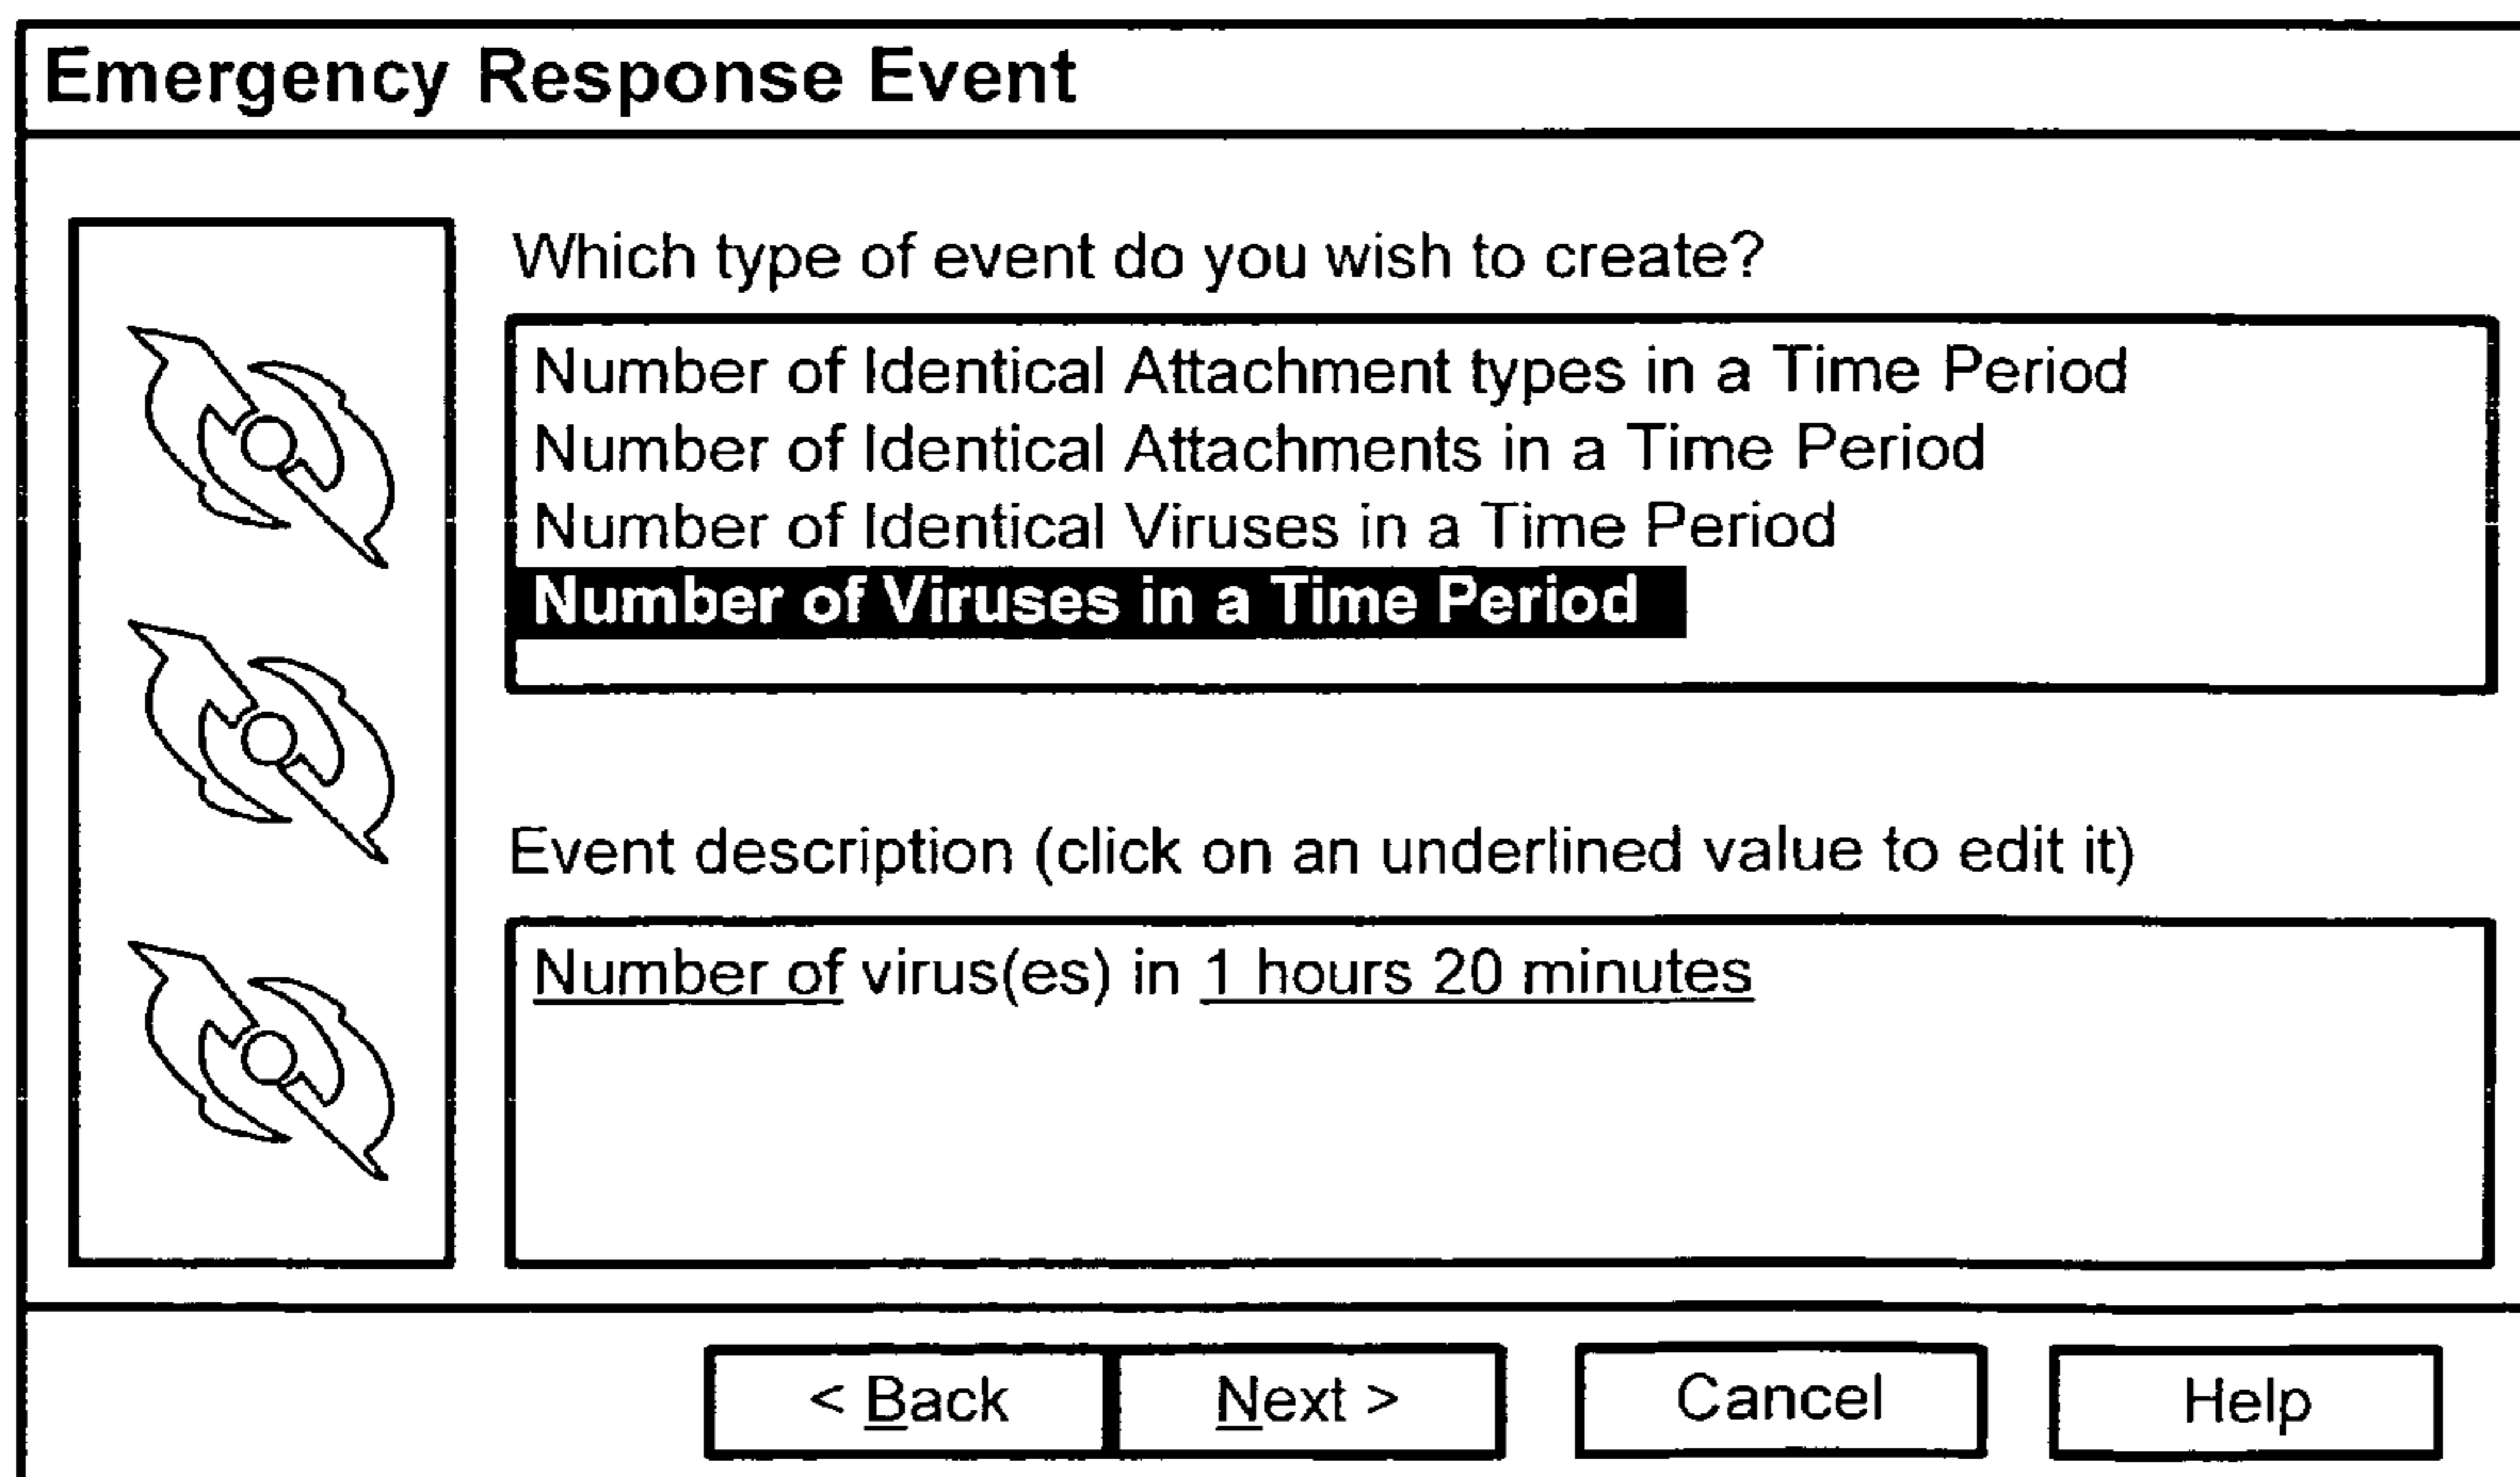 Emergency Response Event
Which type of event do you wish to create?
Number of Identical Attachment types in a Time Period
Number of Identical Attachments in a Time Period
Number of Identical Viruses in a Time Period
Number of Viruses in a Time Period
Event description (click on an underlined value to edit it)
Number of virus(es) in 1 hours 20 minutes
< Back Next > Cancel Help